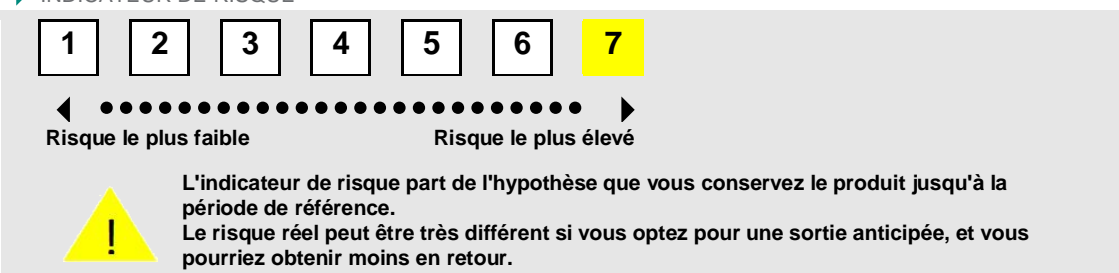 INDICATEUR DE RISQUE
1 2 3 4 5 6 7
Risque le plus faible Risque le plus élevé
L'indicateur de risque part de l'hypothèse que vous conservez le produit jusqu'à la
période de référence.
! Le risque réel peut être très différent si vous optez pour une sortie anticipée, et vous
pourriez obtenir moins en retour.